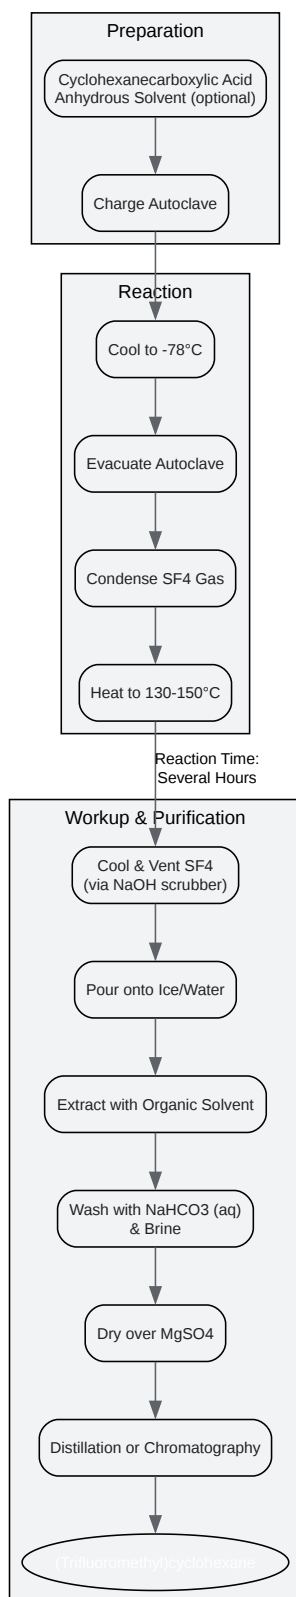 Preparation
Cyclohexanecarboxylic Acid
Anhydrous Solvent (optional)
Charge Autoclave
Reaction
Cool to -78°C
Evacuate Autoclave
Condense SF4 Gas
Heat to 130-150°C
Reaction Time:
Several Hours
Workup & Purification
Cool & Vent SF4
(via NaOH scrubber)
Pour onto Ice/Water
Extract with Organic Solvent
Wash with NaHCO3 (aq)
& Brine
Dry over MgSO4
Distillation or Chromatography
(Trifluoromethyl)cyclohexane